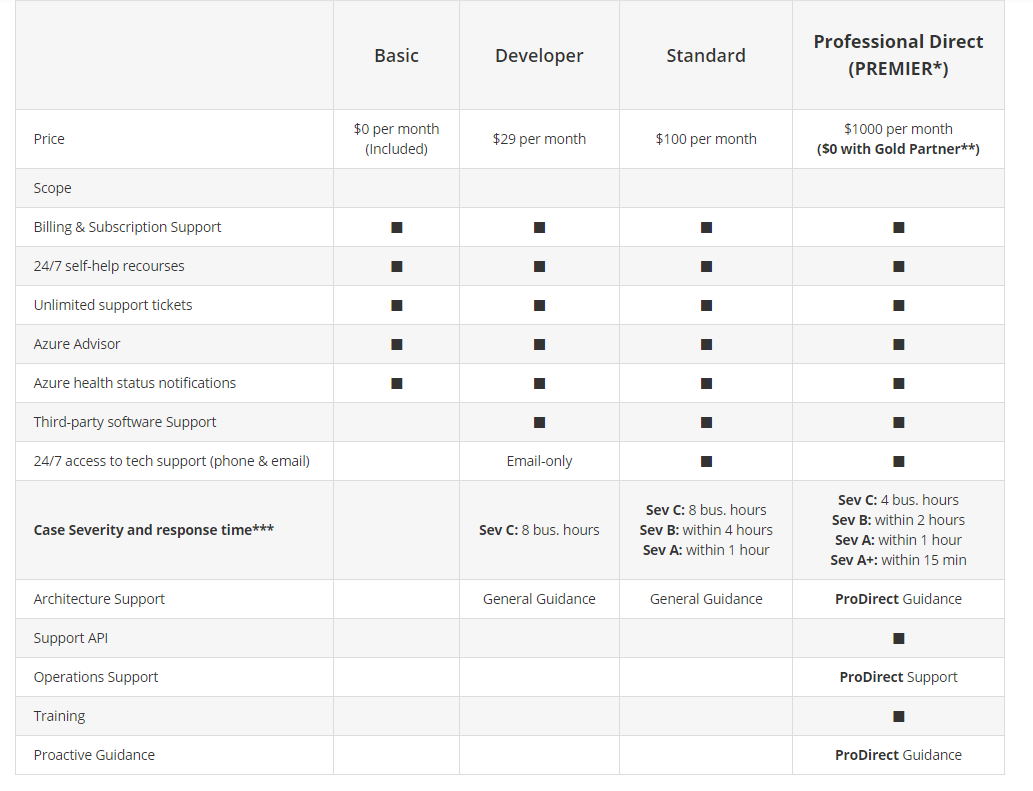 Basic
Developer
Standard
Professional Direct
(PREMIER*)
Price
$0 per month
(Included)
$29 per month
$100 per month
$1000 per month
($0 with Gold Partner**)
Scope
Billing & Subscription Support
■ ■ ■ ■
24/7 self-help recourses
■ ■ ■ ■
Unlimited support tickets
■ ■ ■ ■
Azure Advisor
■ ■ ■ ■
Azure health status notifications
■ ■ ■ ■
Third-party software Support
■ ■ ■
24/7 access to tech support (phone & email)
Email-only
■ ■
Case Severity and response time***
Sev C: 8 bus. hours
Sev C: 8 bus. hours
Sev B: within 4 hours
Sev A: within 1 hour
Sev C: 4 bus. hours
Sev B: within 2 hours
Sev A: within 1 hour
Sev A+: within 15 min
Architecture Support
General Guidance
General Guidance
ProDirect Guidance
Support API
■
Operations Support
ProDirect Support
Training
■
Proactive Guidance
ProDirect Guidance